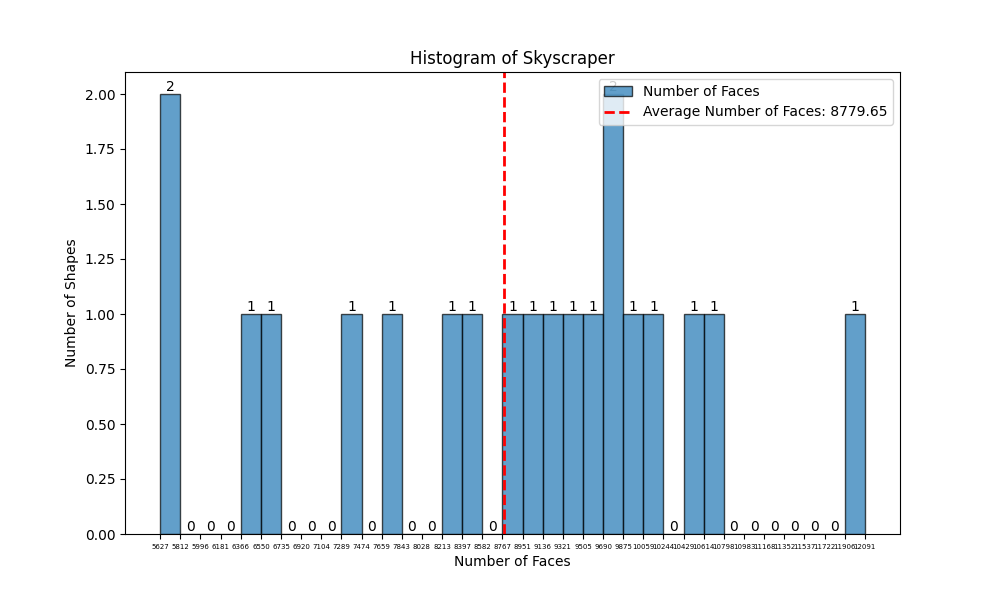 Histogram of Skyscraper
Number of Faces
Average Number of Faces: 8779.65
Number of Shapes
2.00
1.75
1.50
1.25
1.00
0.75
0.50
0.25
0.00
2 0 0 0 1 1 0 0 0 1 0 1 0 0 1 1 0 1 1 1 1 1 2 1 1 0 1 1 0 0 0 0 0 0 1
5627 5812 5996 6181 6366 6550 6735 6920 7104 7289 7474 7659 7843 8028 8213 8397 8582 8767 8951 9136 9321 9505 9690 9875 10059 10244 10429 10614 10798 10983 11168 11352 11537 11722 11906 12091
Number of Faces